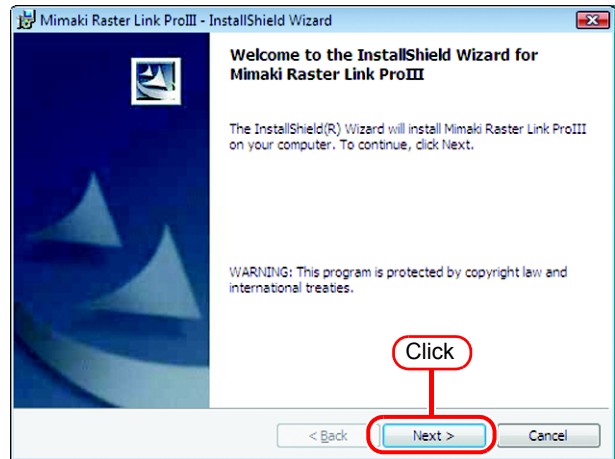 Mimaki Raster Link ProIII - InstallShield Wizard
Welcome to the InstallShield Wizard for
Mimaki Raster Link ProIII
The InstallShield(R) Wizard will install Mimaki Raster Link ProIII
on your computer. To continue, click Next.
WARNING: This program is protected by copyright law and
international treaties.
Click
< Back
Next >
Cancel